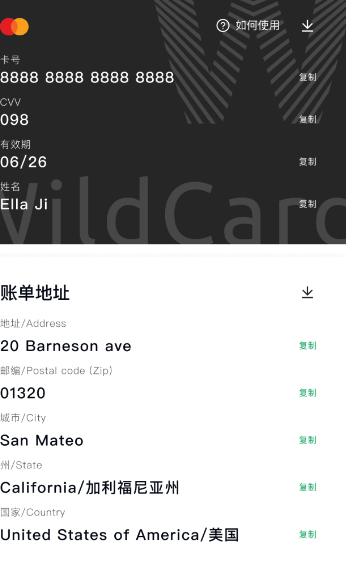 如何使用
卡号
8888 8888 8888 8888
复制
CVV
098
复制
有效期
06/26
复制
姓名
Ella Ji
复制
WildCard
账单地址
地址/Address
20 Barneson ave
复制
邮编/Postal code (Zip)
01320
复制
城市/City
San Mateo
复制
州/State
California/加利福尼亚州
复制
国家/Country
United States of America/美国
复制